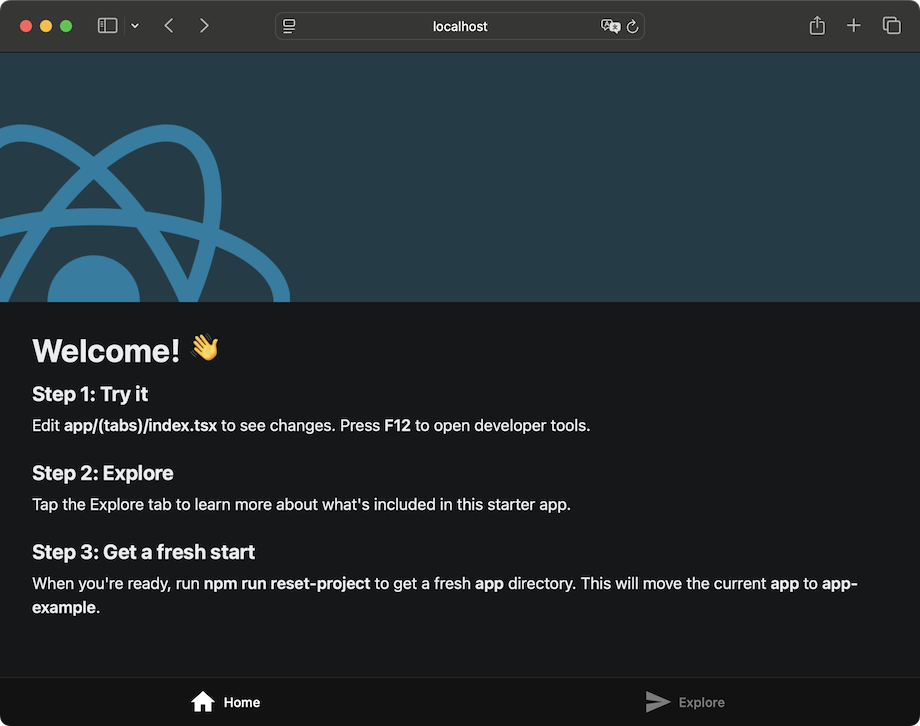 localhost
Welcome! 👋
Step 1: Try it
Edit app/(tabs)/index.tsx to see changes. Press F12 to open developer tools.
Step 2: Explore
Tap the Explore tab to learn more about what's included in this starter app.
Step 3: Get a fresh start
When you're ready, run npm run reset-project to get a fresh app directory. This will move the current app to app-
example.
Home
Explore